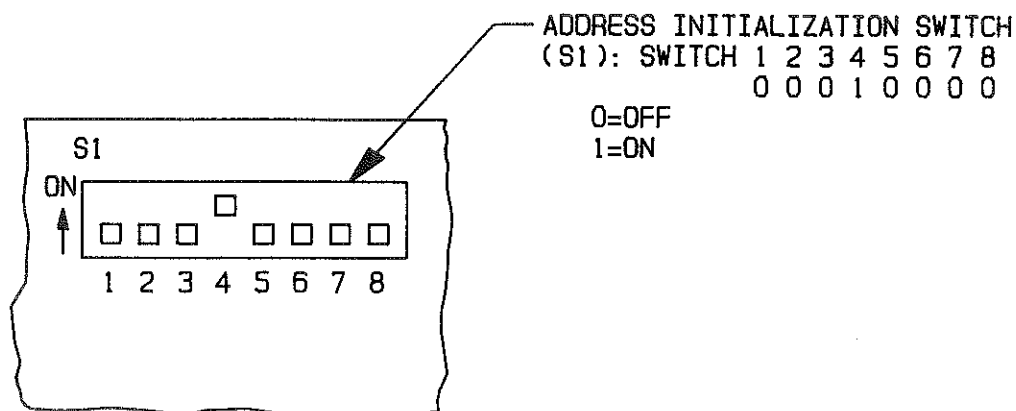 ADDRESS INITIALIZATION SWITCH
(S1): SWITCH 1 2 3 4 5 6 7 8
0 0 0 1 0 0 0 0
0=OFF
1=ON
S1
ON
1 2 3 4 5 6 7 8